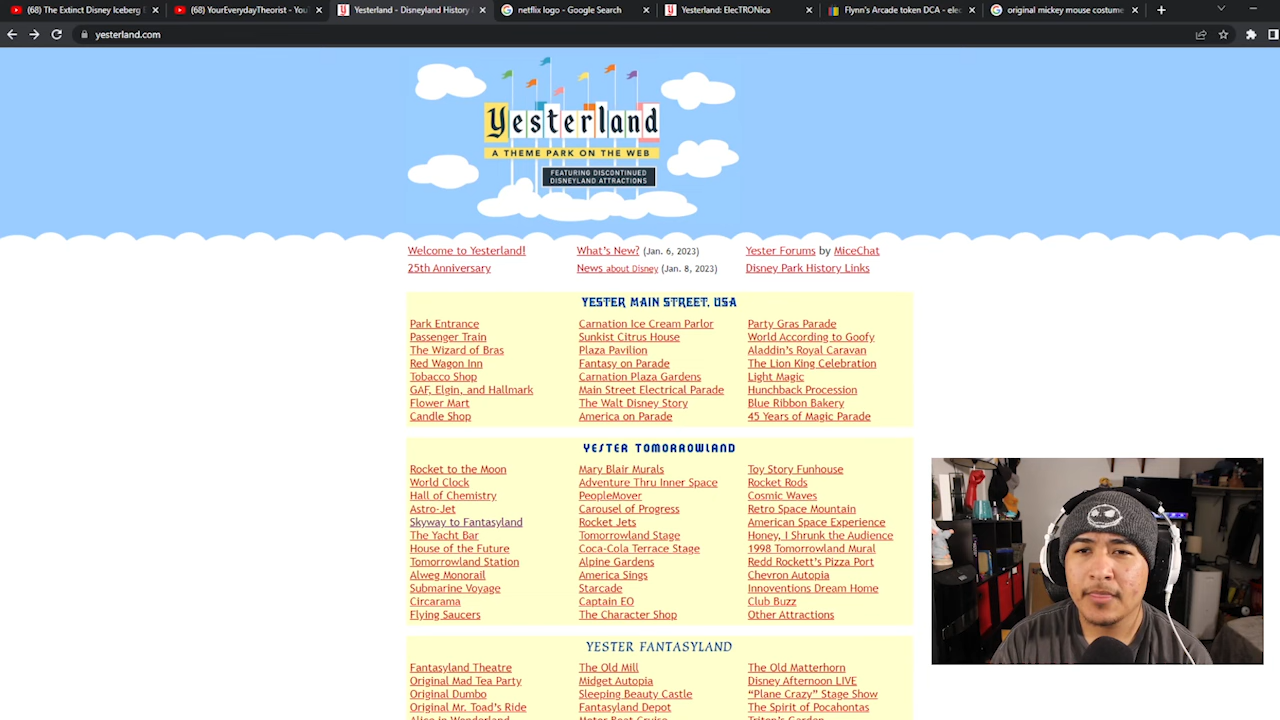 (68) The Extinct Disney Iceberg E
(68) YourEverydayTheorist - You
Yesterland - Disneyland History
netflix logo - Google Search
Yesterland: ElecTRONica
Flynn's Arcade token DCA - elec
original mickey mouse costume
yesterland.com
Yesterland
A THEME PARK ON THE WEB
FEATURING DISCONTINUED
DISNEYLAND ATTRACTIONS
Welcome to Yesterland! What's New? (Jan. 6, 2023) Yester Forums by MiceChat
25th Anniversary News about Disney (Jan. 8, 2023) Disney Park History Links
YESTER MAIN STREET, USA
Park Entrance Carnation Ice Cream Parlor Party Gras Parade
Passenger Train Sunkist Citrus House World According to Goofy
The Wizard of Bras Plaza Pavilion Aladdin's Royal Caravan
Red Wagon Inn Fantasy on Parade The Lion King Celebration
Tobacco Shop Carnation Plaza Gardens Light Magic
GAF, Elgin, and Hallmark Main Street Electrical Parade Hunchback Procession
Flower Mart The Walt Disney Story Blue Ribbon Bakery
Candle Shop America on Parade 45 Years of Magic Parade
YESTER TOMORROWLAND
Rocket to the Moon Mary Blair Murals Toy Story Funhouse
World Clock Adventure Thru Inner Space Rocket Rods
Hall of Chemistry PeopleMover Cosmic Waves
Astro-Jet Carousel of Progress Retro Space Mountain
Skyway to Fantasyland Rocket Jets American Space Experience
The Yacht Bar Tomorrowland Stage Honey, I Shrunk the Audience
House of the Future Coca-Cola Terrace Stage 1998 Tomorrowland Mural
Tomorrowland Station Alpine Gardens Redd Rockett's Pizza Port
Alweg Monorail America Sings Chevron Autopia
Submarine Voyage Starcade Innoventions Dream Home
Circarama Captain EO Club Buzz
Flying Saucers The Character Shop Other Attractions
YESTER FANTASYLAND
Fantasyland Theatre The Old Mill The Old Matterhorn
Original Mad Tea Party Midget Autopia Disney Afternoon LIVE
Original Dumbo Sleeping Beauty Castle "Plane Crazy" Stage Show
Original Mr. Toad's Ride Fantasyland Depot The Spirit of Pocahontas
Alice in Wonderland Motor Boat Cruise Triton's Garden